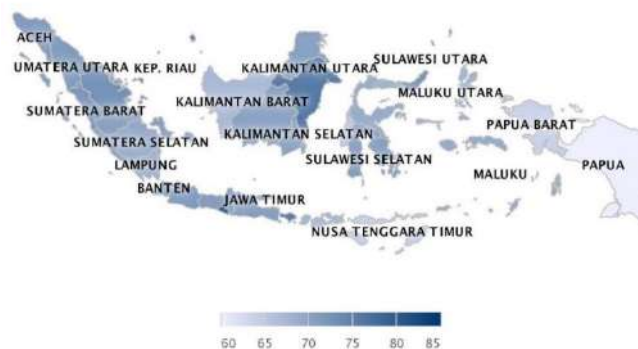 ACEH
UMATERA UTARA
KEP. RIAU
KALIMANTAN UTARA
SULAWESI UTARA
MALUKU UTARA
KALIMANTAN BARAT
SUMATERA BARAT
PAPUA BARAT
KALIMANTAN SELATAN
SUMATERA SELATAN
SULAWESI SELATAN
LAMPUNG
PAPUA
MALUKU
BANTEN
JAWA TIMUR
NUSA TENGGARA TIMUR
60 65 70 75 80 85